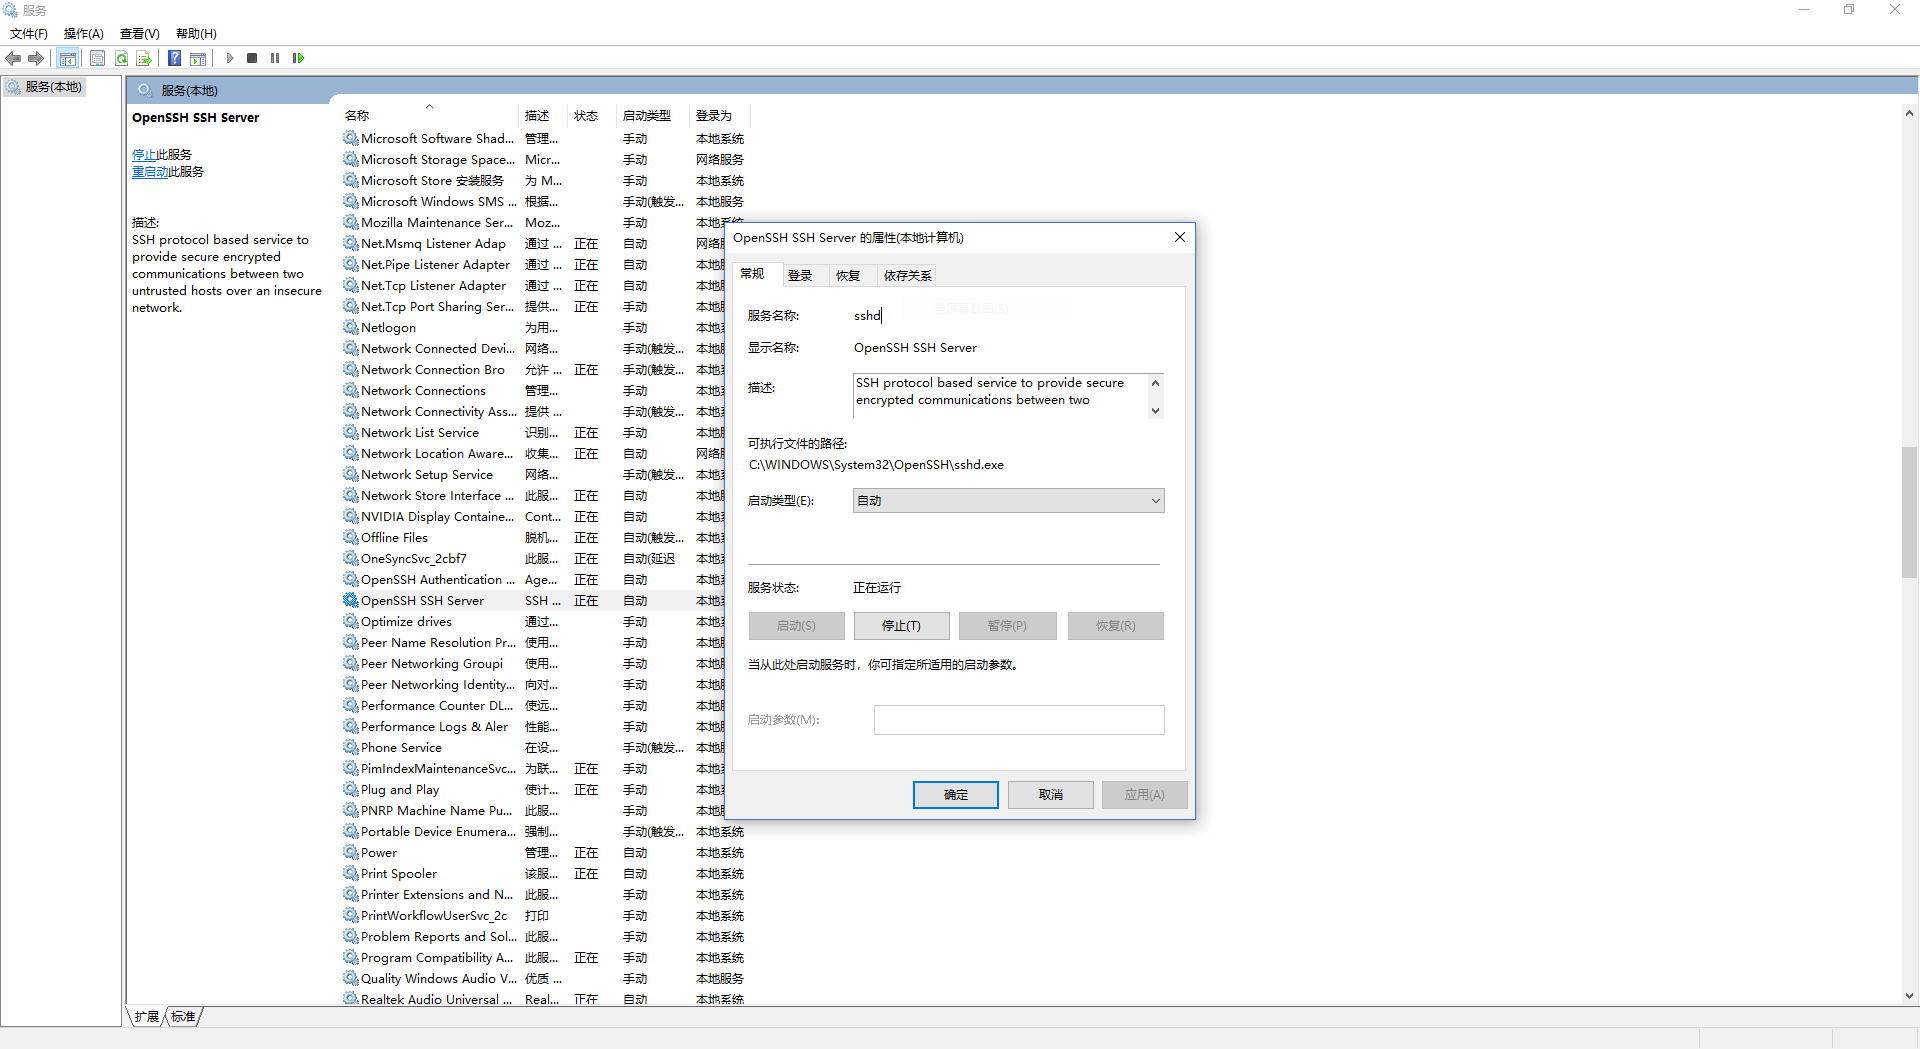 服务
文件(F) 操作(A) 查看(V) 帮助(H)
服务(本地)
服务(本地)
OpenSSH SSH Server
停止此服务
重启动此服务
描述:
SSH protocol based service to
provide secure encrypted
communications between two
untrusted hosts over an insecure
network.
名称 描述 状态 启动类型 登录为
Microsoft Software Shad... 管理... 手动 本地系统
Microsoft Storage Space... Micr... 手动 网络服务
Microsoft Store 安装服务 为 M... 手动 本地系统
Microsoft Windows SMS ... 根据... 手动(触发... 本地服务
Mozilla Maintenance Ser... Moz... 手动 本地系统
Net.Msmq Listener Adap 通过 ... 正在 自动 网络
Net.Pipe Listener Adapter 通过 ... 正在 自动 本地
Net.Tcp Listener Adapter 通过 ... 正在 自动 本地
Net.Tcp Port Sharing Ser... 提供... 正在 自动 本地
Netlogon 为用... 手动 本地
Network Connected Devi... 网络... 手动(触发... 本地
Network Connection Bro 允许 ... 正在 手动(触发... 本地
Network Connections 管理... 手动 本地
Network Connectivity Ass... 提供 ... 手动(触发... 本地
Network List Service 识别... 正在 手动 本地
Network Location Aware... 收集... 正在 自动 网络
Network Setup Service 网络... 手动(触发... 本地
Network Store Interface ... 此服... 正在 自动 本地
NVIDIA Display Containe... Cont... 正在 自动 本地
Offline Files 脱机... 正在 自动(触发... 本地
OneSyncSvc_2cbf7 此服... 正在 自动(延迟 本地
OpenSSH Authentication ... Age... 正在 自动 本地
OpenSSH SSH Server SSH ... 正在 自动 本地
Optimize drives 通过... 手动 本地
Peer Name Resolution Pr... 使用... 手动 本地
Peer Networking Groupi 使用... 手动 本地
Peer Networking Identity... 向对... 手动 本地
Performance Counter DL... 使远... 手动 本地
Performance Logs & Aler 性能... 手动 本地
Phone Service 在设... 手动(触发... 本地
PimIndexMaintenanceSvc... 为联... 正在 手动 本地
Plug and Play 使计... 正在 手动 本地
PNRP Machine Name Pu... 此服... 手动 本地
Portable Device Enumera... 强制... 手动(触发... 本地系统
Power 管理... 正在 自动 本地系统
Print Spooler 该服... 正在 自动 本地系统
Printer Extensions and N... 此服... 手动 本地系统
PrintWorkflowUserSvc_2c 打印 手动 本地系统
Problem Reports and Sol... 此服... 手动 本地系统
Program Compatibility A... 此服... 正在 手动 本地系统
Quality Windows Audio V... 优质 ... 手动 本地服务
Realtek Audio Universal ... Real... 正在 自动 本地系统
扩展 标准
OpenSSH SSH Server 的属性(本地计算机)
常规 登录 恢复 依存关系
服务名称: sshd
显示名称: OpenSSH SSH Server
描述: SSH protocol based service to provide secure
encrypted communications between two
可执行文件的路径:
C:\WINDOWS\System32\OpenSSH\sshd.exe
启动类型(E): 自动
服务状态: 正在运行
启动(S) 停止(T) 暂停(P) 恢复(R)
当从此处启动服务时，你可指定所适用的启动参数。
启动参数(M):
确定 取消 应用(A)